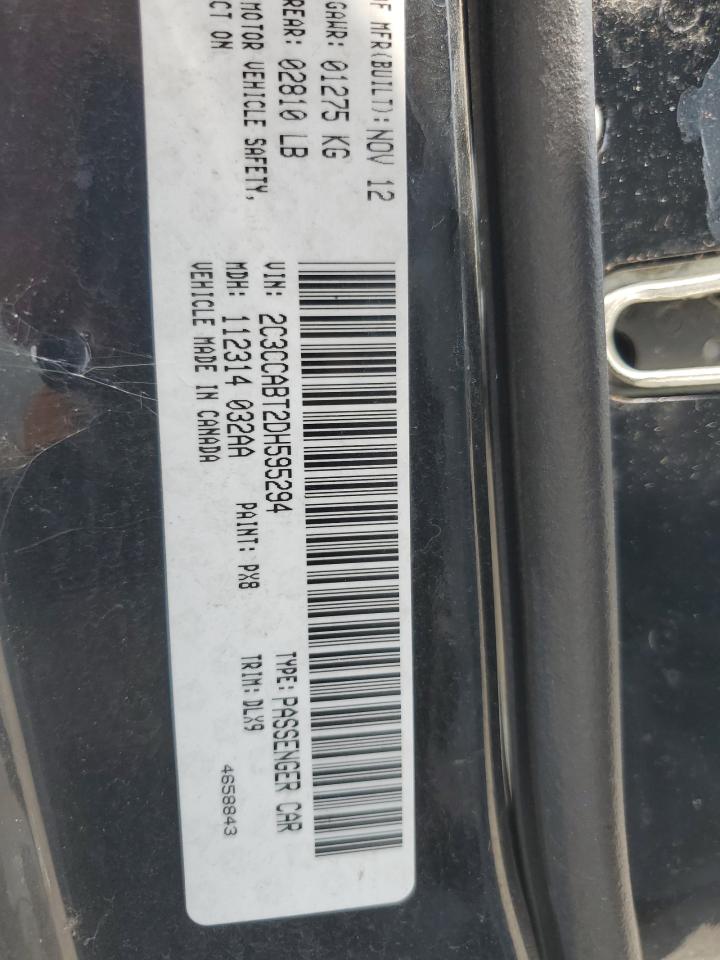 OF MFR(BUILT): NOV 12
GAWR: 01275 KG
REAR: 02810 LB
MOTOR VEHICLE SAFETY,
CT ON
VIN: 2C3CCABT2DH595294
TYPE: PASSENGER CAR
MDH: 112314 032AA PAINT: PX8 TRIM: DLX9
VEHICLE MADE IN CANADA
4658843